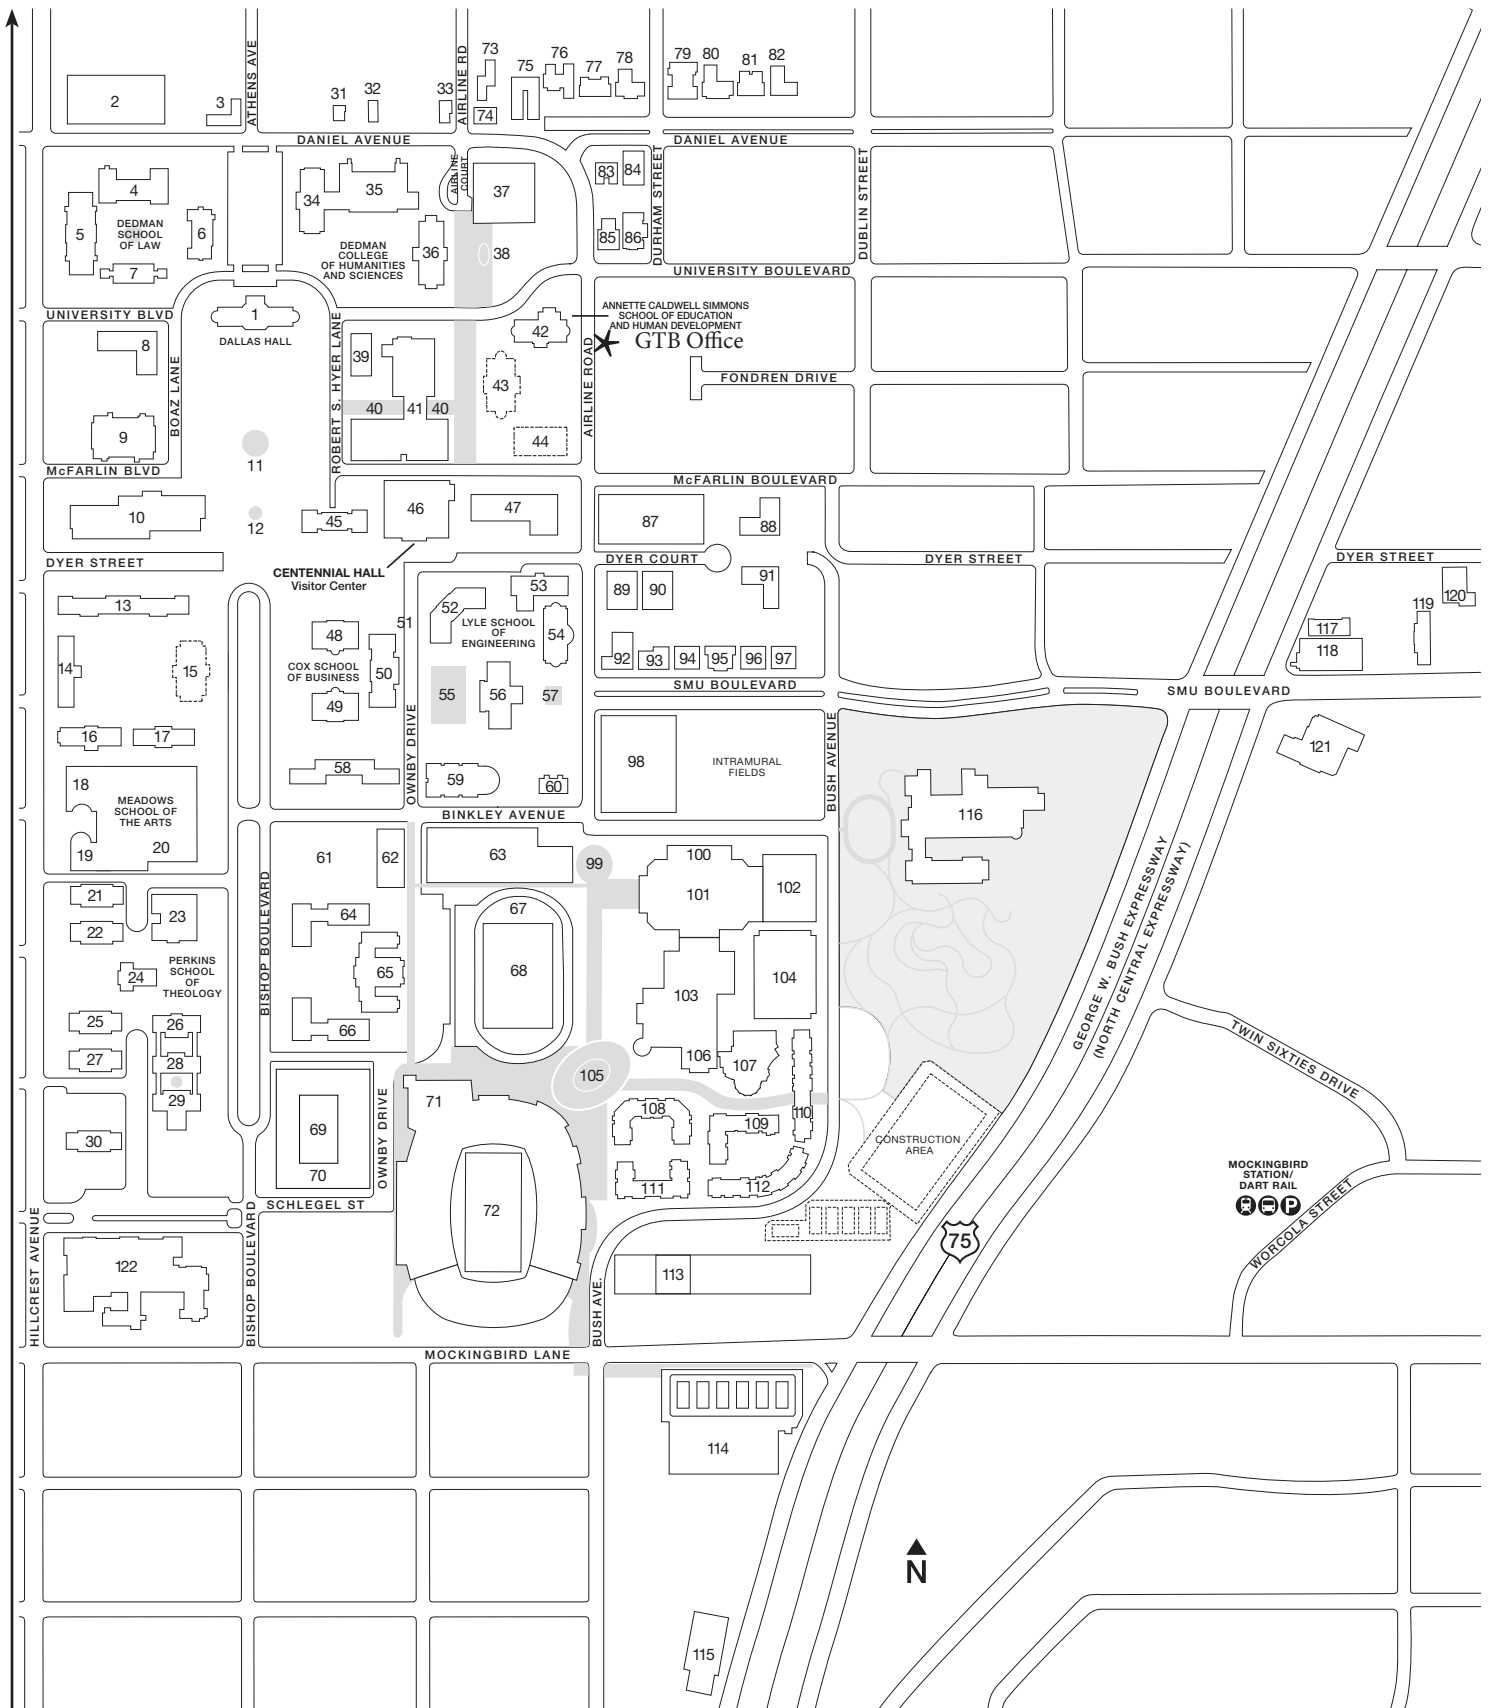 73
76
78
79
80
81
82
75
77
ATHENS AVE
AIRLINE RD
2
3
31
32
33
74
DANIEL AVENUE
DANIEL AVENUE
AIRLINE
COURT
4
34
35
37
83
84
DURHAM STREET
DUBLIN STREET
5
DEDMAN
SCHOOL
OF LAW
6
7
DEDMAN
COLLEGE
OF HUMANITIES
AND SCIENCES
36
38
85
86
UNIVERSITY BOULEVARD
UNIVERSITY BLVD
1
DALLAS HALL
ANNETTE CALDWELL SIMMONS
SCHOOL OF EDUCATION
AND HUMAN DEVELOPMENT
42
GTB Office
8
BOAZ LANE
ROBERT S. HYER LANE
39
43
AIRLINE ROAD
FONDREN DRIVE
40
41
40
9
11
44
McFARLIN BLVD
McFARLIN BOULEVARD
10
12
45
46
47
87
88
DYER STREET
DYER COURT
DYER STREET
DYER STREET
CENTENNIAL HALL
Visitor Center
13
51
52
53
89
90
91
120
119
48
LYLE SCHOOL
OF
ENGINEERING
54
117
118
14
15
COX SCHOOL
OF BUSINESS
50
92
93
94
95
96
97
49
55
56
57
SMU BOULEVARD
SMU BOULEVARD
16
17
OWNBY DRIVE
BUSH AVENUE
121
58
59
60
98
INTRAMURAL
FIELDS
18
MEADOWS
SCHOOL OF
THE ARTS
19
20
BINKLEY AVENUE
116
61
62
63
99
100
101
102
GEORGE W. BUSH EXPRESSWAY
(NORTH CENTRAL EXPRESSWAY)
21
22
23
BISHOP BOULEVARD
64
67
68
24
PERKINS
SCHOOL
OF
THEOLOGY
65
103
104
25
26
66
TWIN SIXTIES DRIVE
27
28
29
105
106
107
30
69
70
OWNBY DRIVE
71
108
109
110
CONSTRUCTION
AREA
111
112
MOCKINGBIRD
STATION/
DART RAIL
P
SCHLEGEL ST
72
75
WORCOLA STREET
HILLCREST AVENUE
BISHOP BOULEVARD
122
113
BUSH AVE.
MOCKINGBIRD LANE
114
N
115